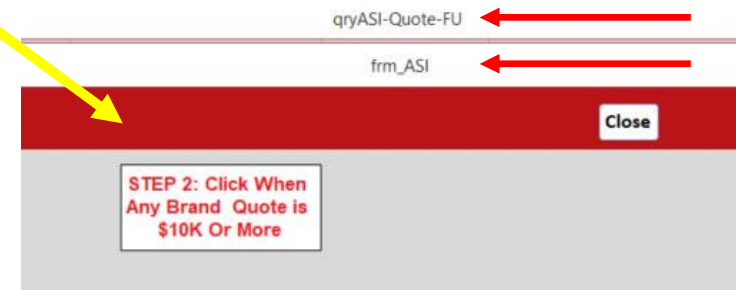 qryASI-Quote-FU
frm_ASI
Close
STEP 2: Click When
Any Brand  Quote is
$10K Or More